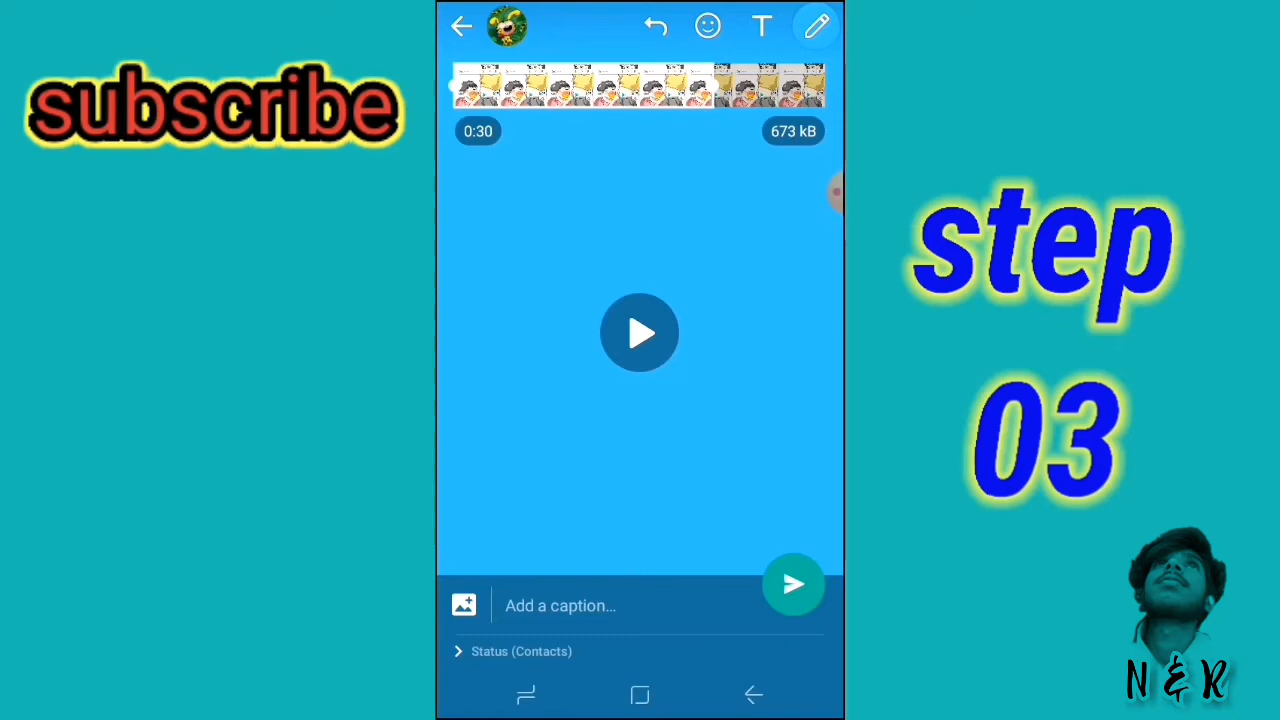 subscribe
T
0:30
673 kB
step
03
Add a caption...
Status (Contacts)
N & R